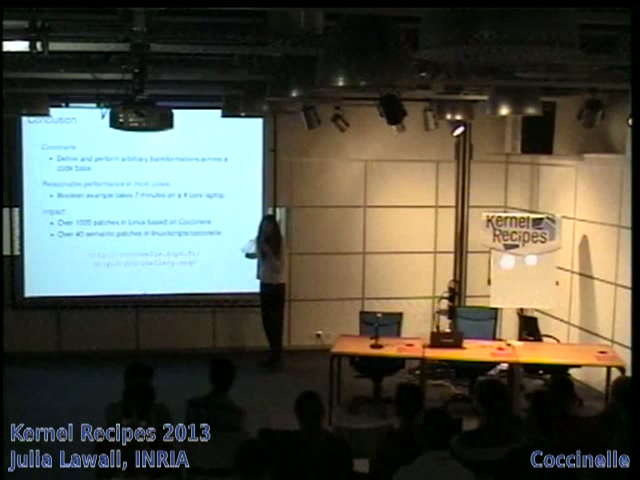 Conclusion
Coccinelle
• Define and perform arbitrary transformations across a
code base.
Reasonable performance in most cases
• Boolean example takes 7 minutes on a 4 core laptop.
Impact
• Over 1000 patches in Linux based on Coccinelle
• Over 40 semantic patches in linux/scripts/coccinelle
Kernel
Recipes
Kernel Recipes 2013
Julia Lawall, INRIA
Coccinelle